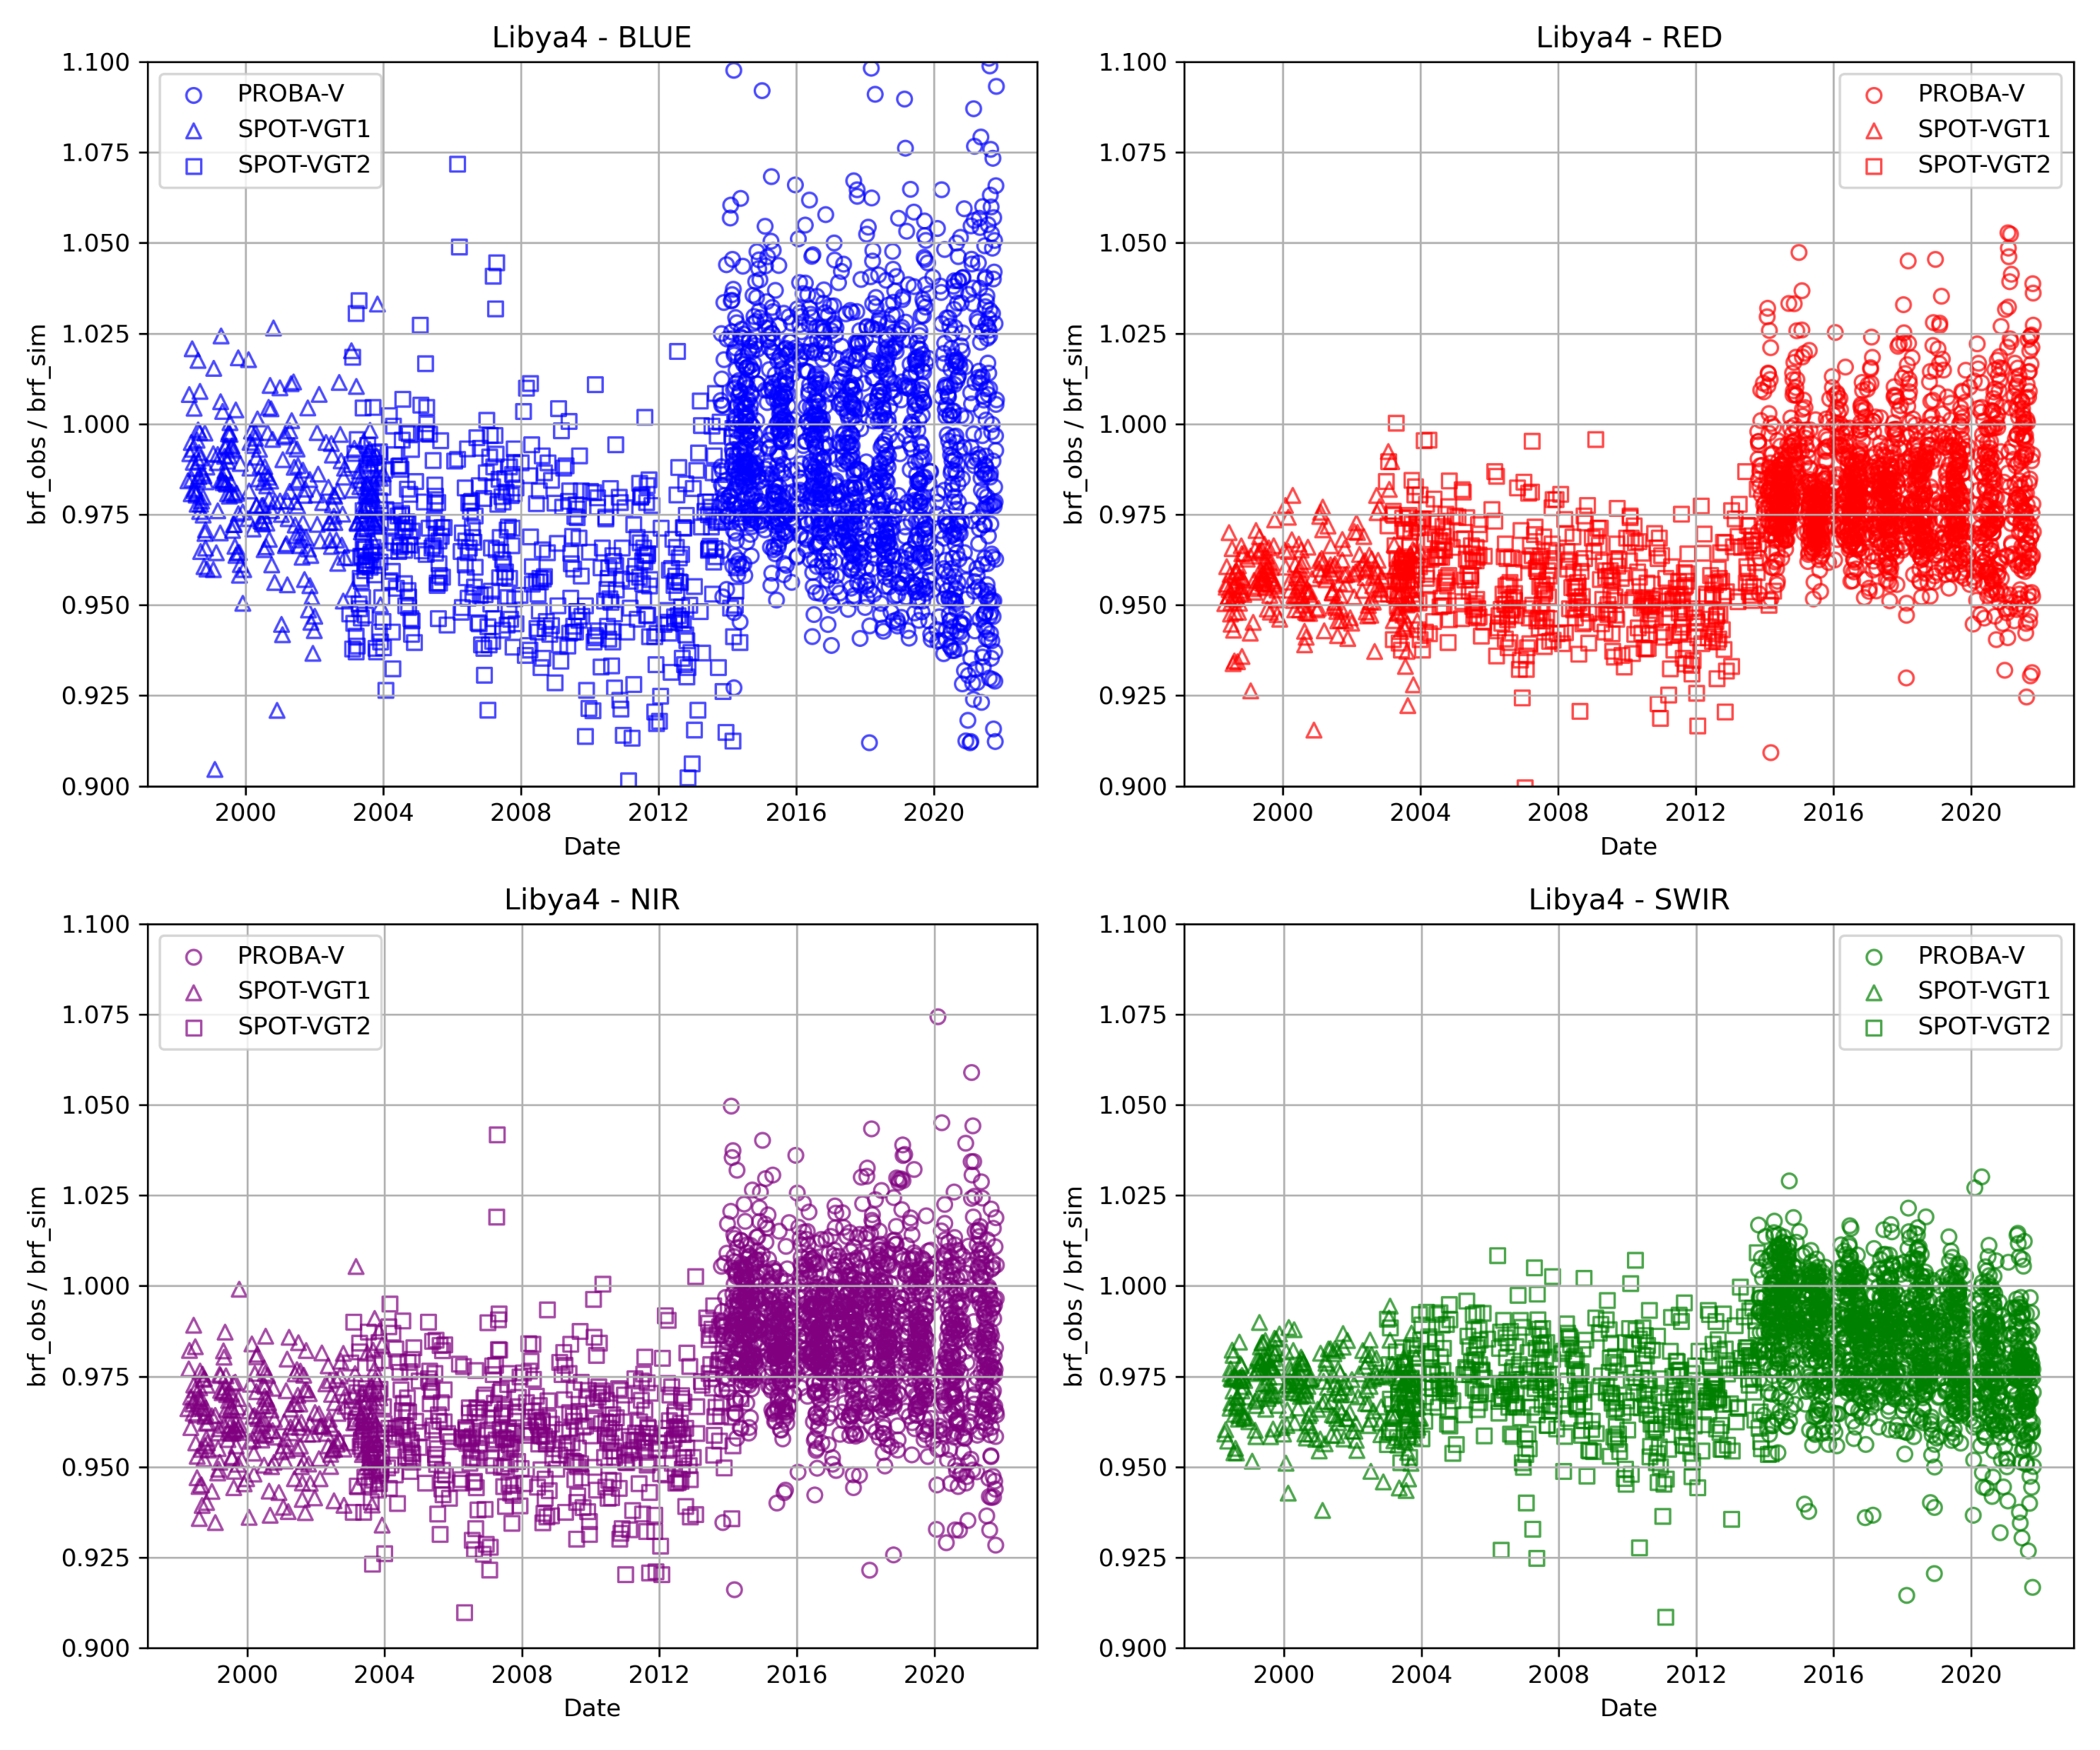 Libya4 - BLUE
1.100
1.075
1.050
1.025
1.000
0.975
0.950
0.925
0.900
brf_obs / brf_sim
PROBA-V
SPOT-VGT1
SPOT-VGT2
2000 2004 2008 2012 2016 2020
Date
Libya4 - RED
1.100
1.075
1.050
1.025
1.000
0.975
0.950
0.925
0.900
brf_obs / brf_sim
PROBA-V
SPOT-VGT1
SPOT-VGT2
2000 2004 2008 2012 2016 2020
Date
Libya4 - NIR
1.100
1.075
1.050
1.025
1.000
0.975
0.950
0.925
0.900
brf_obs / brf_sim
PROBA-V
SPOT-VGT1
SPOT-VGT2
2000 2004 2008 2012 2016 2020
Date
Libya4 - SWIR
1.100
1.075
1.050
1.025
1.000
0.975
0.950
0.925
0.900
brf_obs / brf_sim
PROBA-V
SPOT-VGT1
SPOT-VGT2
2000 2004 2008 2012 2016 2020
Date